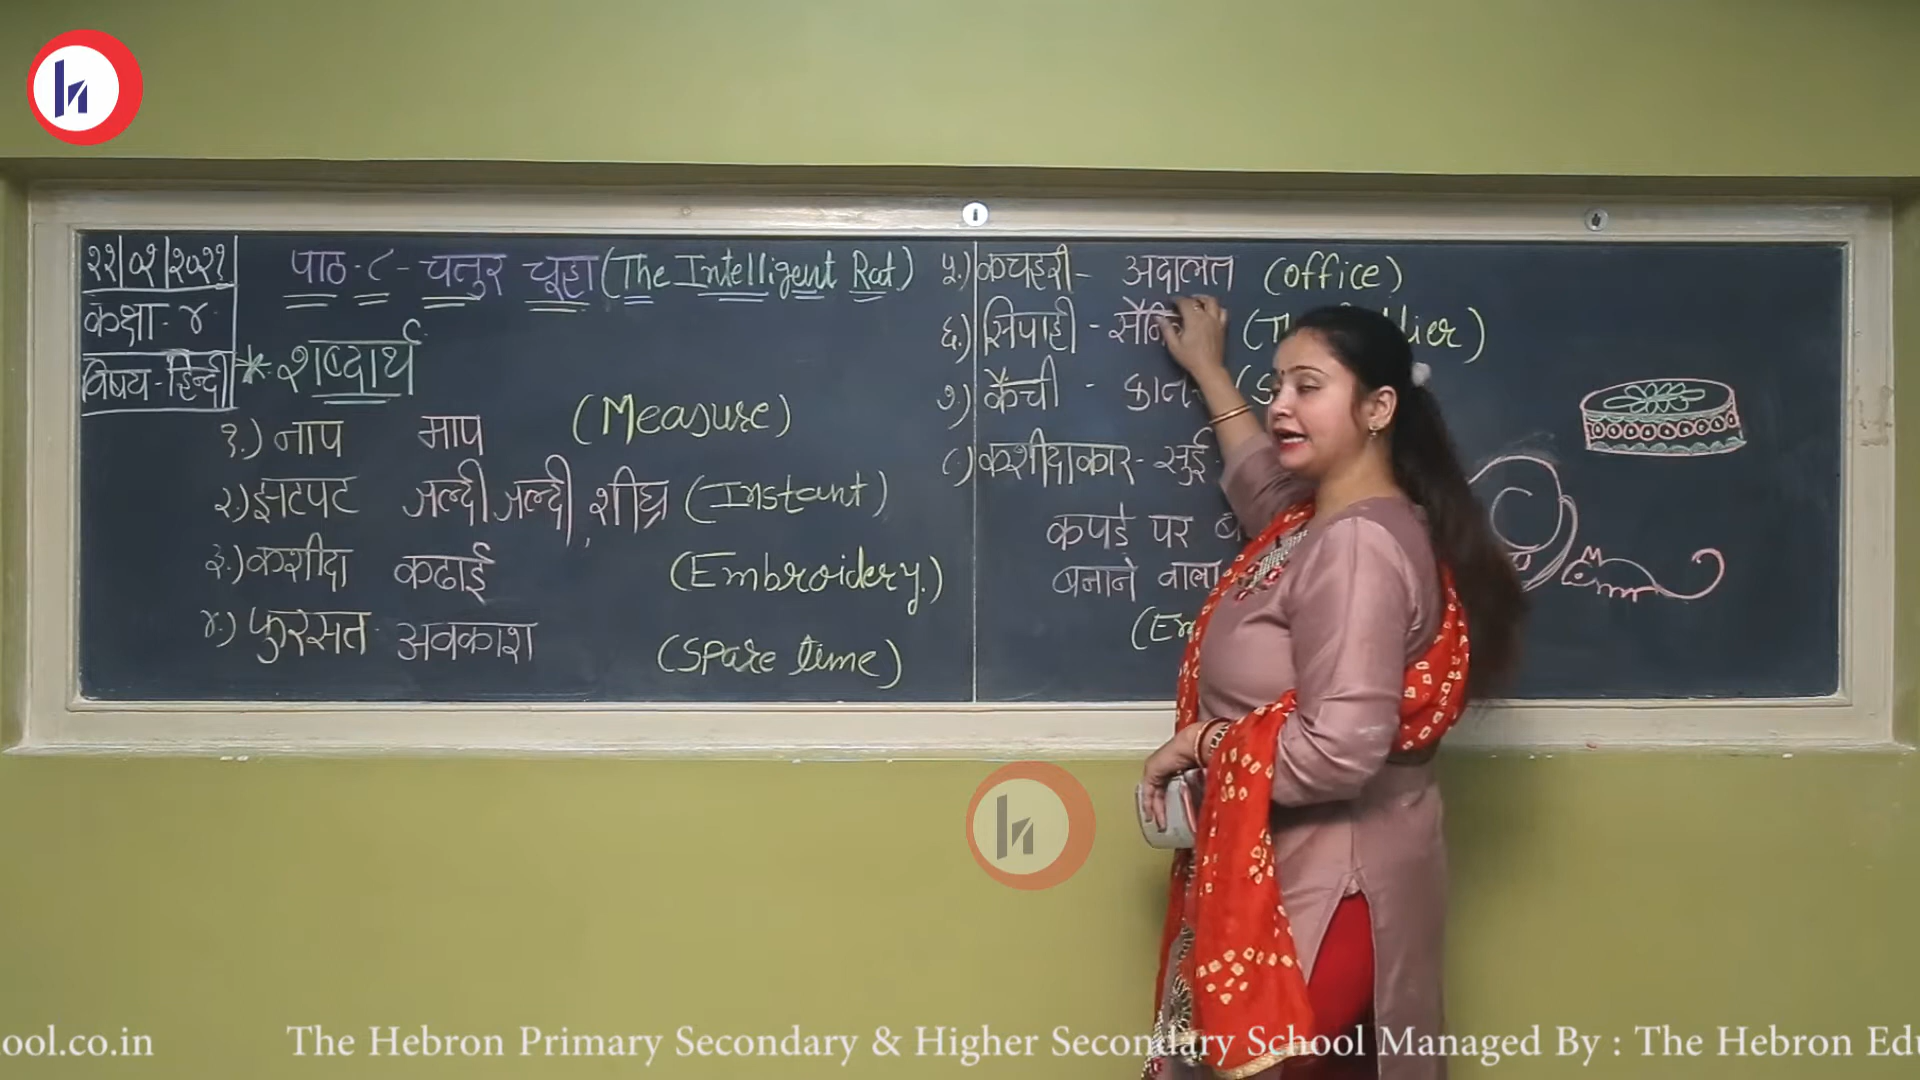 २२|०१|२०२१
कक्षा - ४
विषय - हिन्दी
पाठ - ८ - चतुर चूहा (The Intelligent Rat)
* शब्दार्थ
१.) नाप माप (Measure)
२.) झटपट जल्दी जल्दी, शीघ्र (Instant)
३.) कशीदा कढाई (Embroidery.)
४.) फुरसत - अवकाश (Spare time)
५.) कचहरी - अदालत (office)
६.) सिपाही -
७.) कैंची -
८.) कशीदाकार - सुई -
कपडे पर
बनाने वाला
ool.co.in The Hebron Primary Secondary & Higher Secondary School Managed By : The Hebron Edu